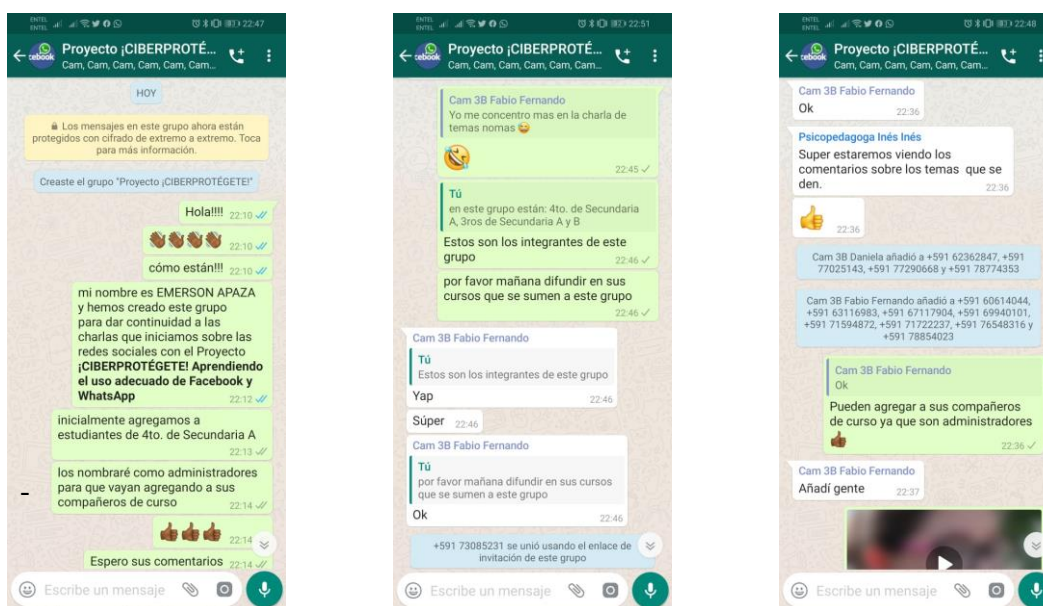 ENTEL
ENTEL
22:47
Proyecto ¡CIBERPROTÉ...
Cam, Cam, Cam, Cam, Cam, Cam...
HOY
Los mensajes en este grupo ahora están
protegidos con cifrado de extremo a extremo. Toca
para más información.
Creaste el grupo "Proyecto ¡CIBERPROTÉGETE!"
Hola!!!! 22:10
22:10
cómo están!!! 22:10
mi nombre es EMERSON APAZA
y hemos creado este grupo
para dar continuidad a las
charlas que iniciamos sobre las
redes sociales con el Proyecto
¡CIBERPROTÉGETE! Aprendiendo
el uso adecuado de Facebook y
WhatsApp 22:12
inicialmente agregamos a
estudiantes de 4to. de Secundaria A
22:13
los nombraré como administradores
para que vayan agregando a sus
compañeros de curso 22:14
22:14
Espero sus comentarios 22:14
Escribe un mensaje
-
ENTEL
ENTEL
22:51
Proyecto ¡CIBERPROTÉ...
Cam, Cam, Cam, Cam, Cam, Cam...
Cam 3B Fabio Fernando
Yo me concentro mas en la charla de
temas nomas
22:45
Tú
en este grupo están: 4to. de Secundaria
A, 3ros de Secundaria A y B
Estos son los integrantes de este
grupo 22:46
por favor mañana difundir en sus
cursos que se sumen a este grupo
22:46
Cam 3B Fabio Fernando
Tú
Estos son los integrantes de este grupo
Yap 22:46
Súper 22:46
Cam 3B Fabio Fernando
Tú
por favor mañana difundir en sus cursos
que se sumen a este grupo
Ok 22:46
+591 73085231 se unió usando el enlace de
invitación de este grupo
Escribe un mensaje
ENTEL
ENTEL
22:48
Proyecto ¡CIBERPROTÉ...
Cam, Cam, Cam, Cam, Cam, Cam...
Cam 3B Fabio Fernando
Ok 22:36
Psicopedagoga Inés Inés
Super estaremos viendo los
comentarios sobre los temas que se
den. 22:36
22:36
Cam 3B Daniela añadió a +591 62362847, +591
77025143, +591 77290668 y +591 78774353
Cam 3B Fabio Fernando añadió a +591 60614044,
+591 63116983, +591 67117904, +591 69940101,
+591 71594872, +591 71722237, +591 76548316 y
+591 78854023
Cam 3B Fabio Fernando
Ok
Pueden agregar a sus compañeros
de curso ya que son administradores
22:36
Cam 3B Fabio Fernando
Añadí gente 22:37
Escribe un mensaje